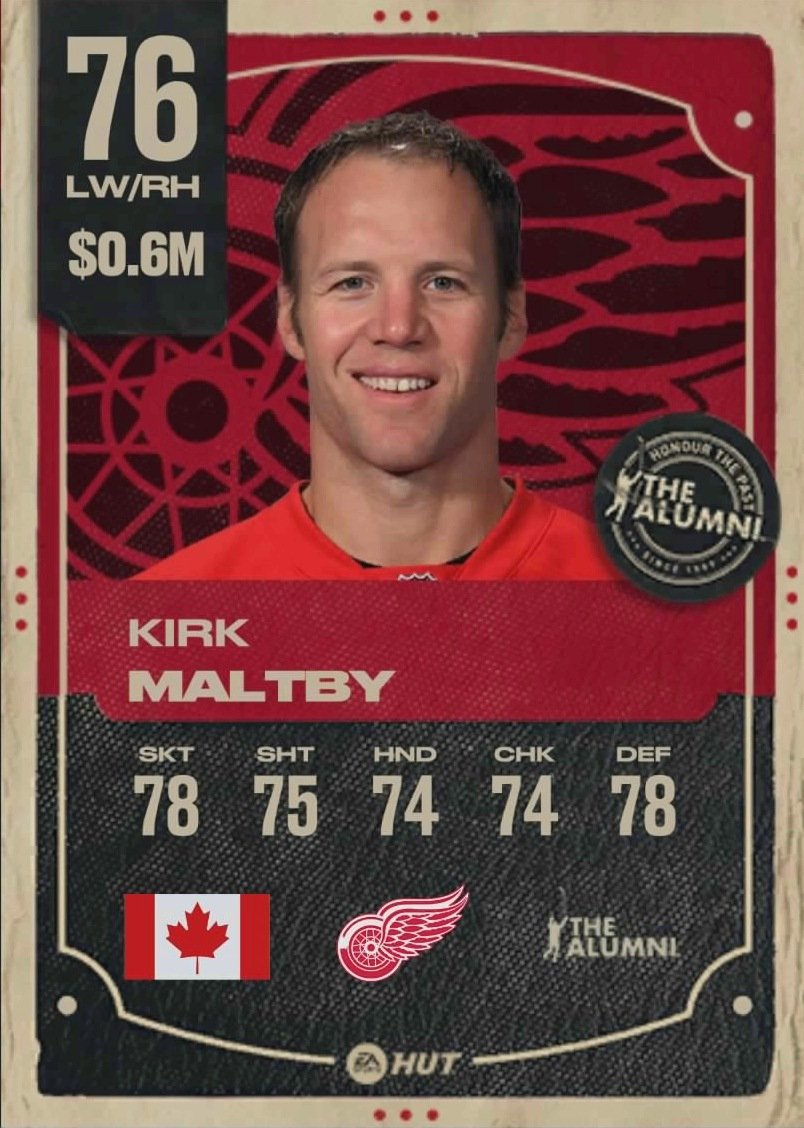 76
LW/RH
$0.6M
HONOUR THE PAST
THE
ALUMNI
KIRK
MALTBY
SKT SHT HND CHK DEF
78 75 74 74 78
THE
ALUMNI
EA
HUT